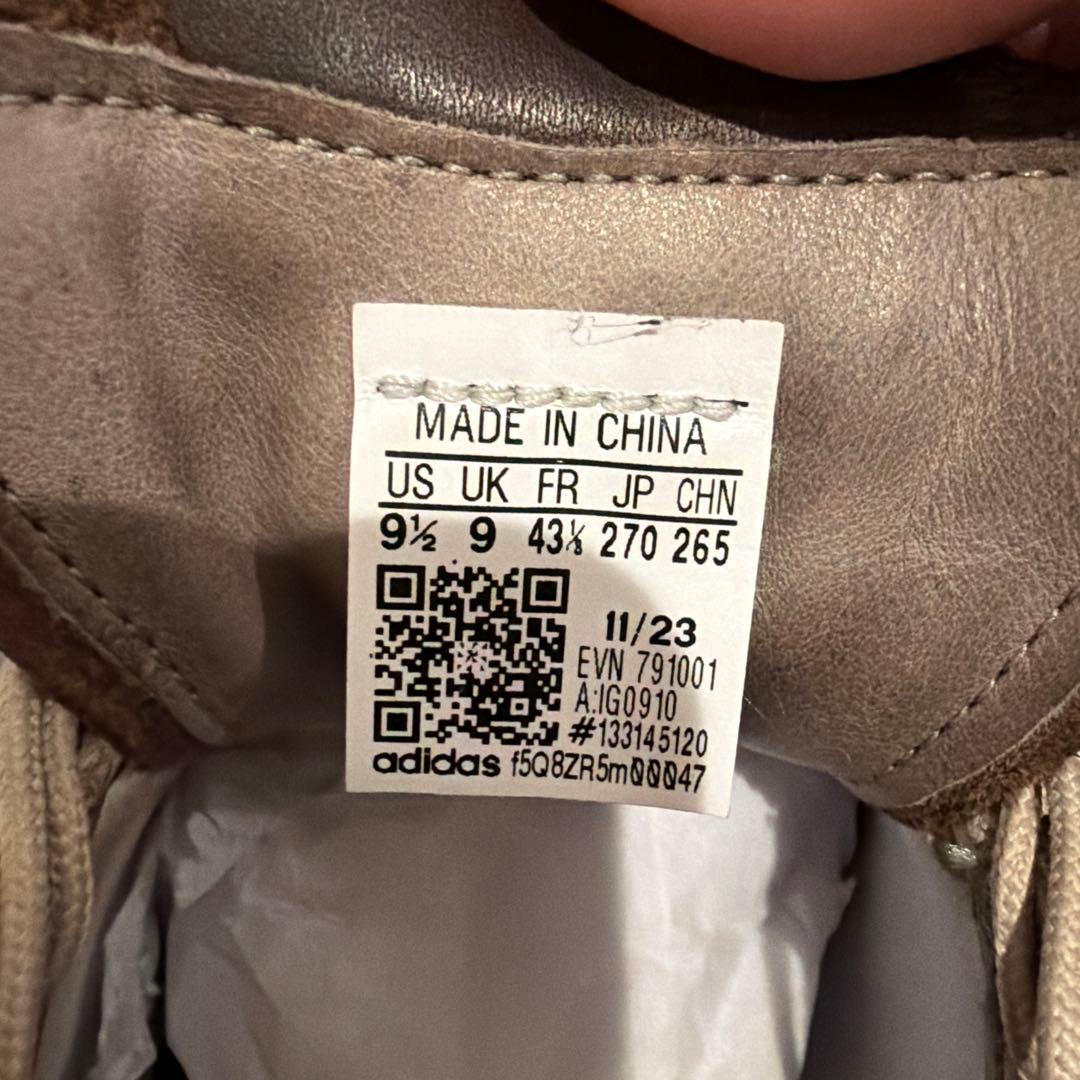 MADE IN CHINA
US UK FR JP CHN
9½ 9 43⅓ 270 265
11/23
EVN 791001
A:IG0910
#133145120
adidas f5Q8ZR5m00047